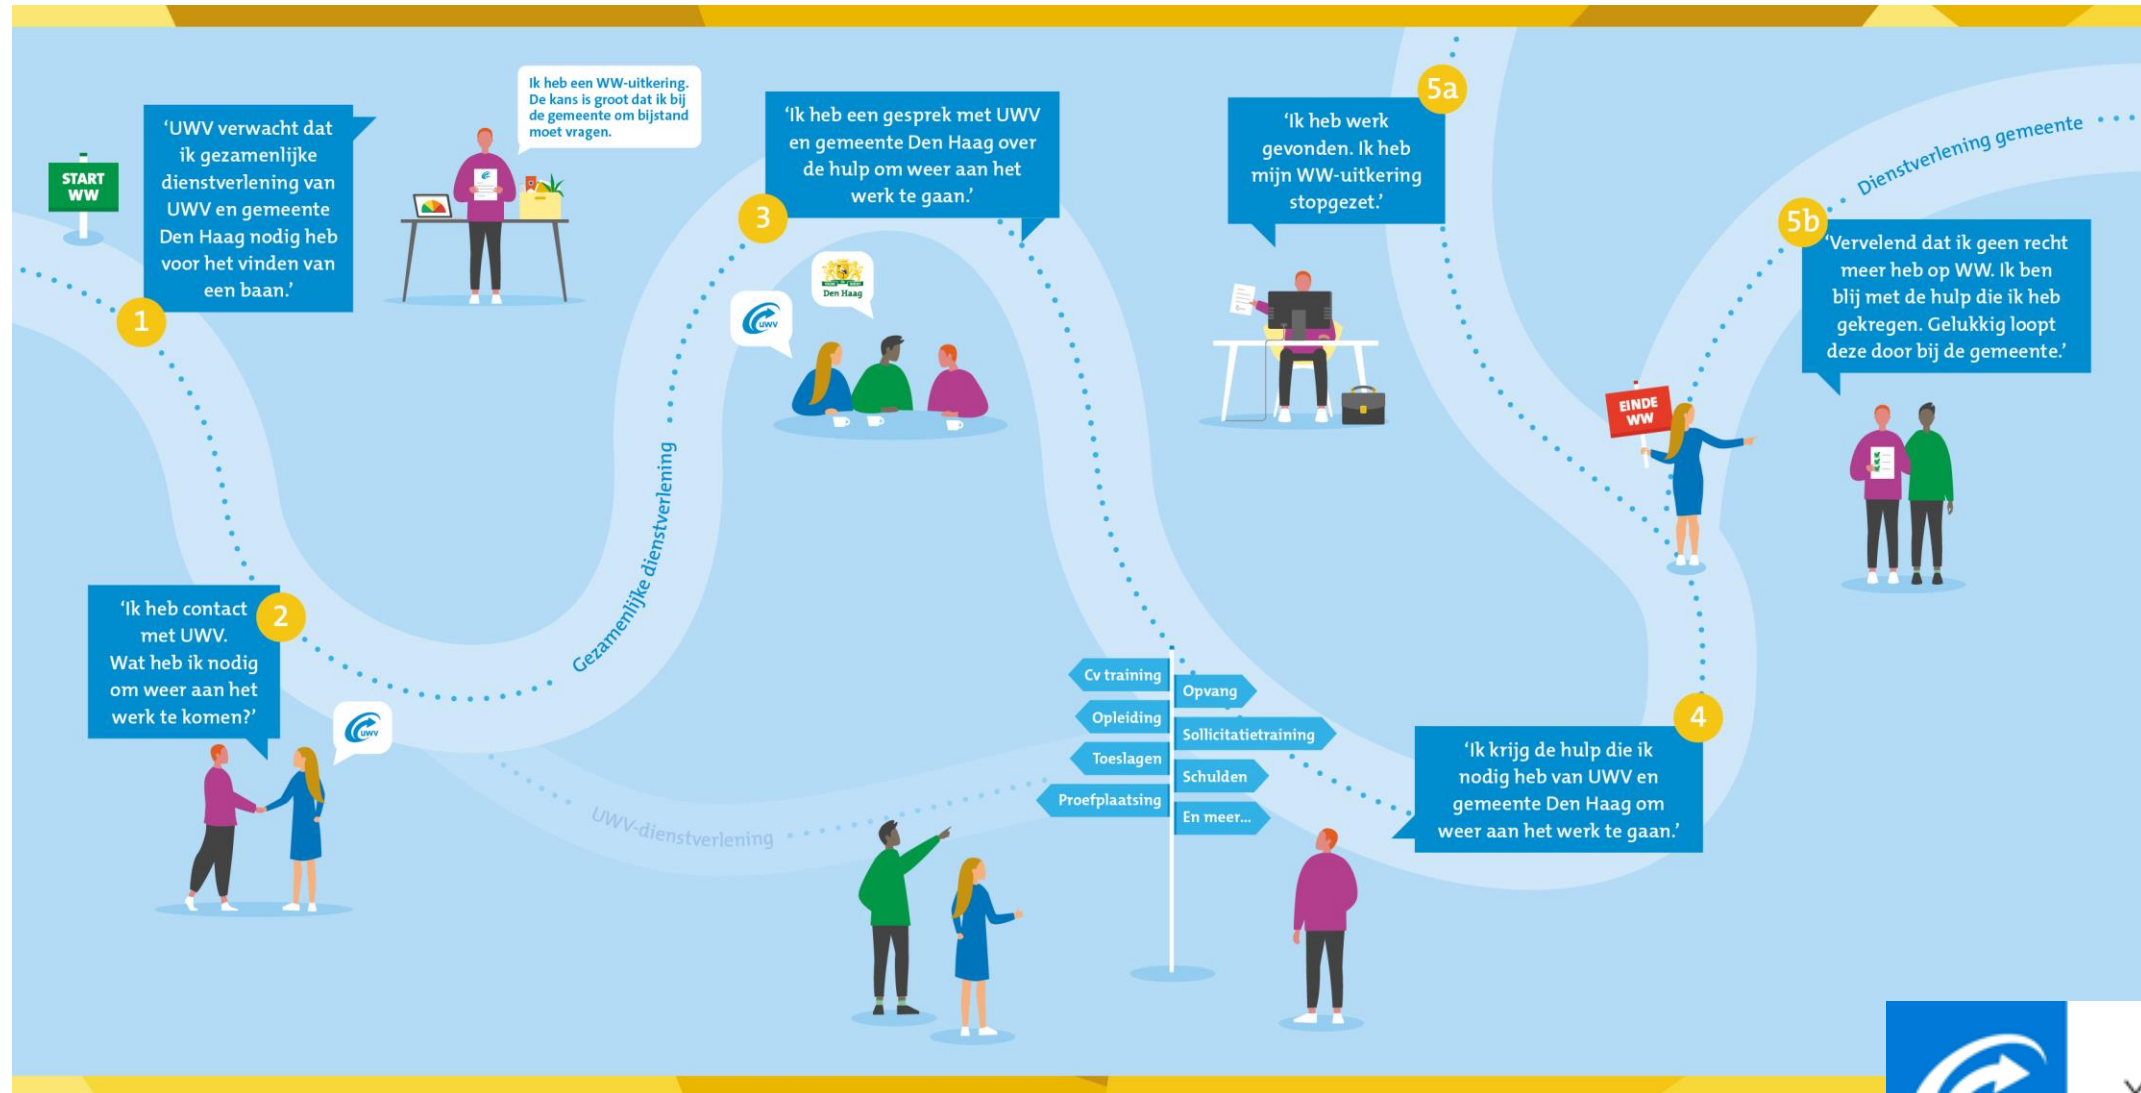 START
WW
1
‘UWV verwacht dat
ik gezamenlijke
dienstverlening van
UWV en gemeente
Den Haag nodig heb
voor het vinden van
een baan.’
Ik heb een WW-uitkering.
De kans is groot dat ik bij
de gemeente om bijstand
moet vragen.
2
‘Ik heb contact
met UWV.
Wat heb ik nodig
om weer aan het
werk te komen?’
UWV
Gezamenlijke dienstverlening
UWV-dienstverlening
3
‘Ik heb een gesprek met UWV
en gemeente Den Haag over
de hulp om weer aan het
werk te gaan.’
UWV
Den Haag
Cv training
Opvang
Opleiding
Sollicitatietraining
Toeslagen
Schulden
Proefplaatsing
En meer...
4
‘Ik krijg de hulp die ik
nodig heb van UWV en
gemeente Den Haag om
weer aan het werk te gaan.’
5a
‘Ik heb werk
gevonden. Ik heb
mijn WW-uitkering
stopgezet.’
EINDE
WW
5b
‘Vervelend dat ik geen recht
meer heb op WW. Ik ben
blij met de hulp die ik heb
gekregen. Gelukkig loopt
deze door bij de gemeente.’
Dienstverlening gemeente